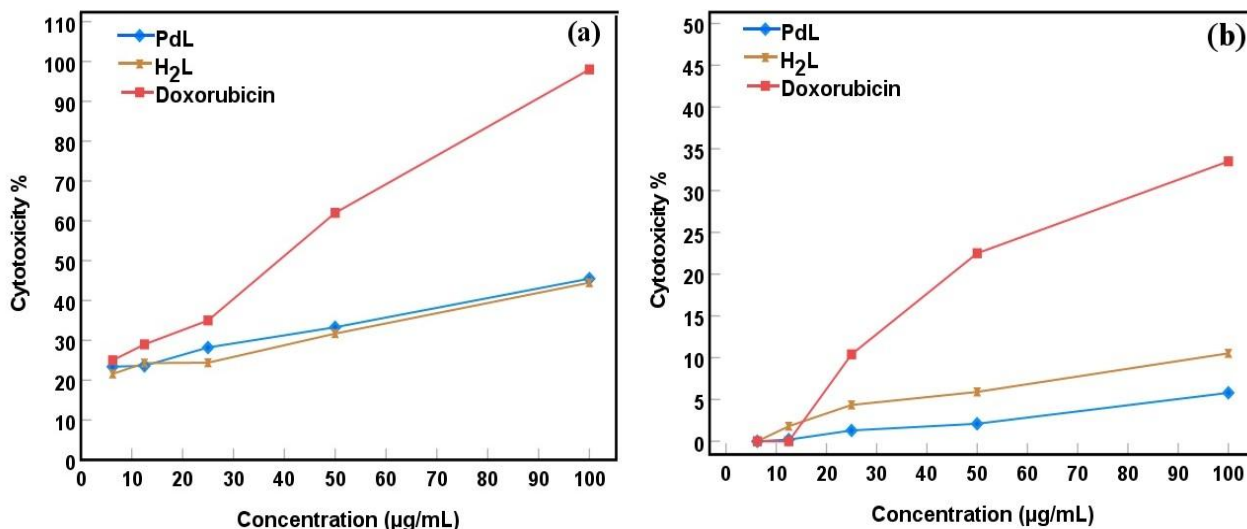 (a)
PdL
H₂L
Doxorubicin
Cytotoxicity %
110
100
90
80
70
60
50
40
30
20
10
0
0 10 20 30 40 50 60 70 80 90 100
Concentration (µg/mL)
(b)
PdL
H₂L
Doxorubicin
Cytotoxicity %
50
45
40
35
30
25
20
15
10
5
0
0 10 20 30 40 50 60 70 80 90 100
Concentration (µg/mL)